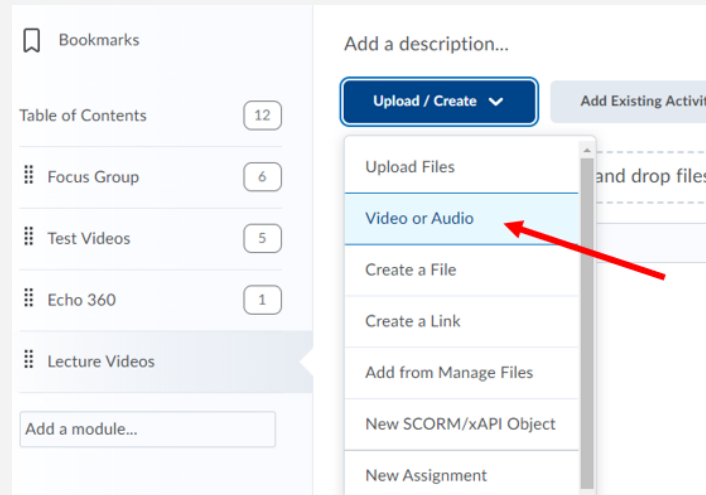 Bookmarks
Table of Contents 12
Focus Group 6
Test Videos 5
Echo 360 1
Lecture Videos
Add a module...
Add a description...
Upload / Create
Add Existing Activit
and drop files
Upload Files
Video or Audio
Create a File
Create a Link
Add from Manage Files
New SCORM/xAPI Object
New Assignment